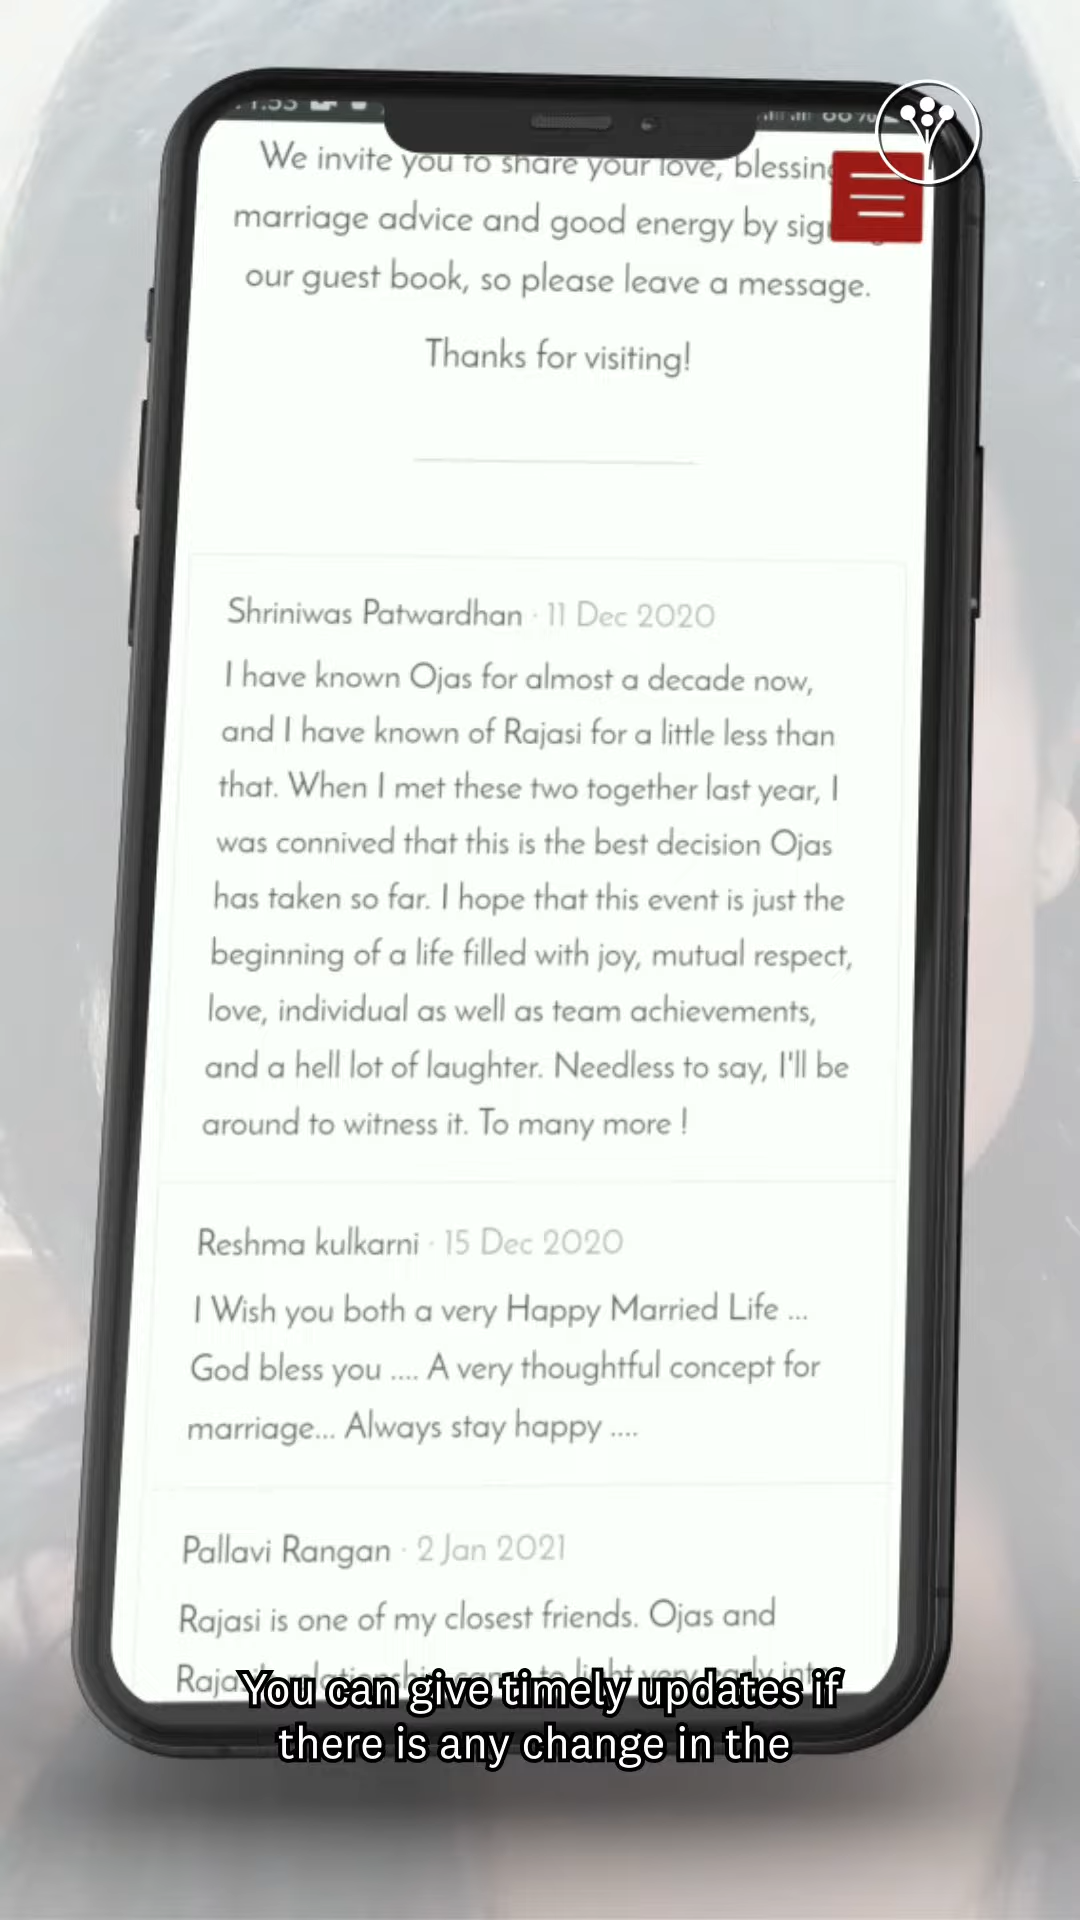 We invite you to share your love,
marriage advice and good energy by
our guest book, so please leave a message.
Thanks for visiting!
Shriniwas Patwardhan · 11 Dec 2020
I have known Ojas for almost a decade now,
and I have known of Rajasi for a little less than
that. When I met these two together last year, I
was connived that this is the best decision Ojas
has taken so far. I hope that this event is just the
beginning of a life filled with joy, mutual respect,
love, individual as well as team achievements,
and a hell lot of laughter. Needless to say, I'll be
around to witness it. To many more !
Reshma kulkarni · 15 Dec 2020
I Wish you both a very Happy Married Life ...
God bless you .... A very thoughtful concept for
marriage... Always stay happy ....
Pallavi Rangan · 2 Jan 2021
Rajasi is one of my closest friends. Ojas and
You can give timely updates if
there is any change in the